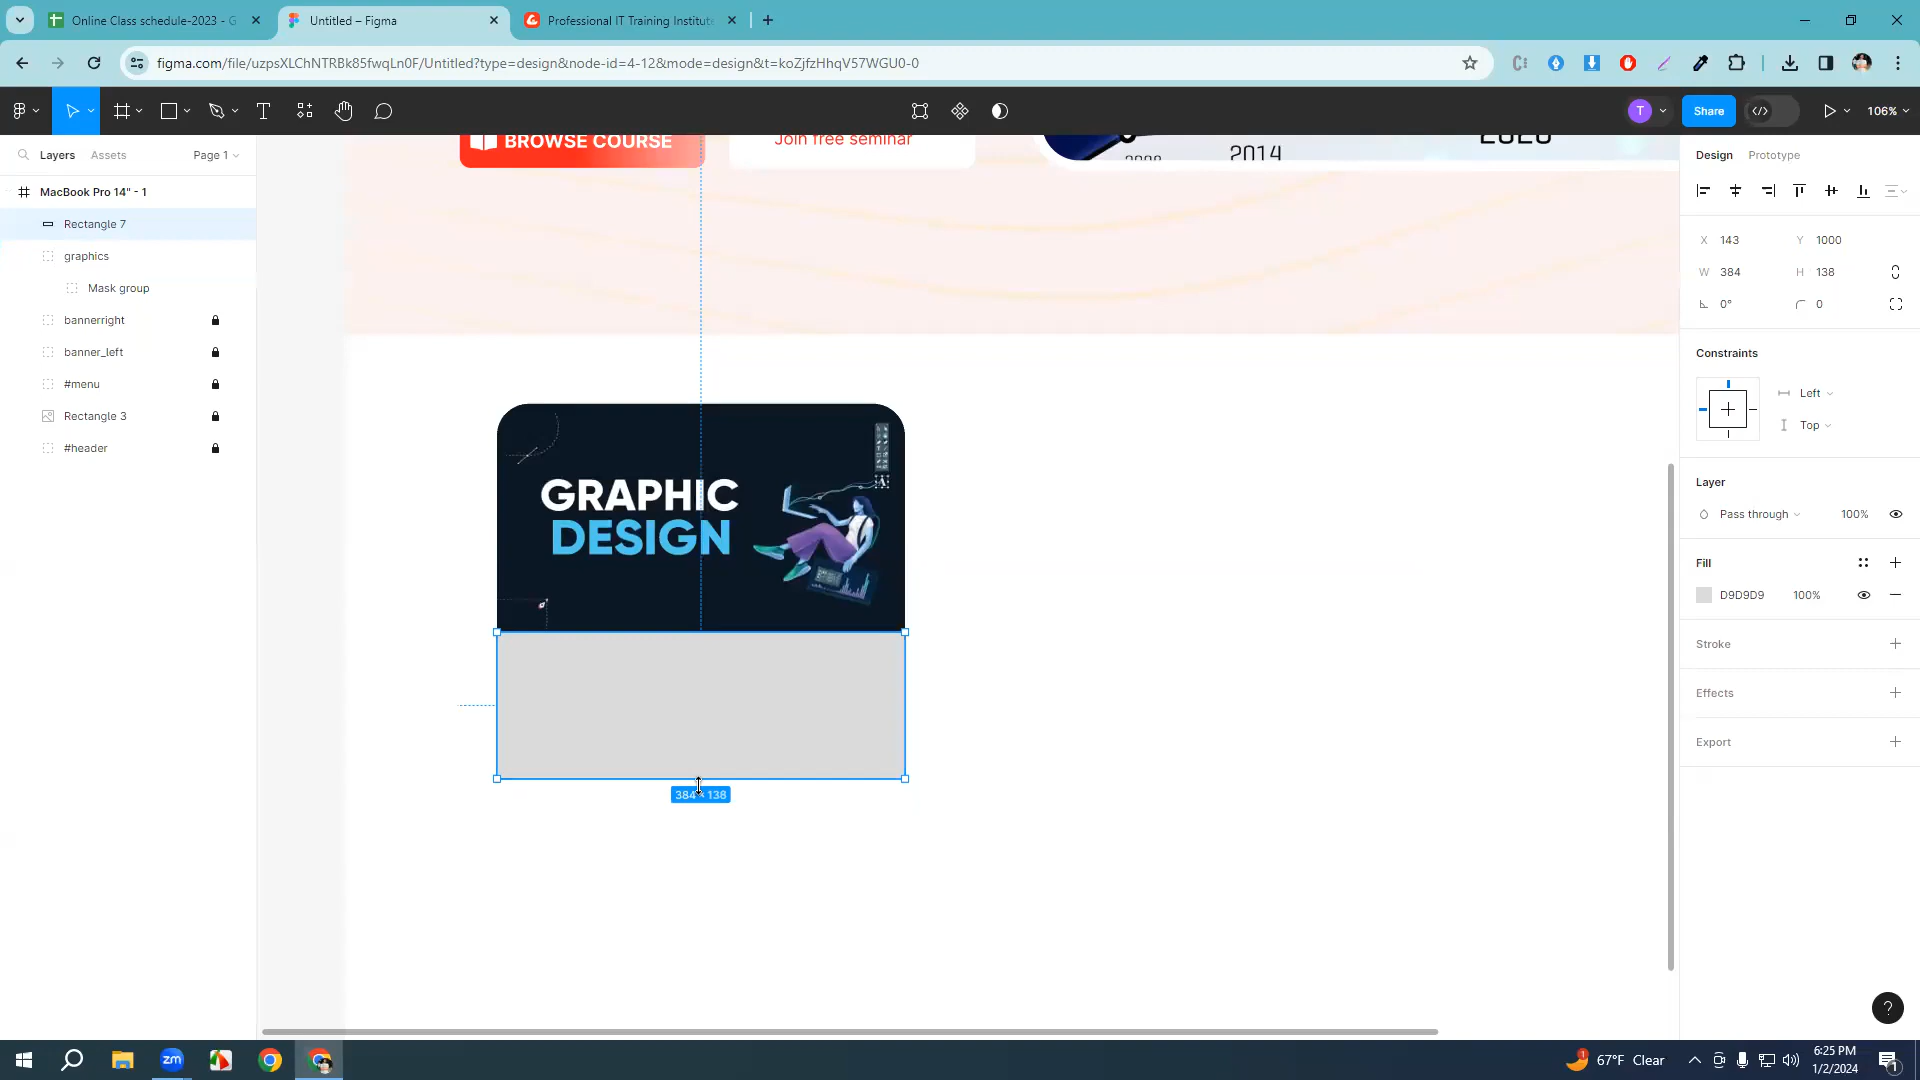 Online Class schedule-2023 - G
Untitled – Figma
Professional IT Training Institute
figma.com/file/uzpsXLChNTRBk85fwqLn0F/Untitled?type=design&node-id=4-12&mode=design&t=koZjfzHhqV57WGU0-0
T
Share
106%
Layers
Assets
Page 1
MacBook Pro 14" - 1
Rectangle 7
graphics
Mask group
bannerright
banner_left
#menu
Rectangle 3
#header
BROWSE COURSE
Join free seminar
2008
2014
2020
GRAPHIC
DESIGN
384 × 138
Design
Prototype
X 143
Y 1000
W 384
H 138
0°
0
Constraints
Left
Top
Layer
Pass through
100%
Fill
D9D9D9
100%
Stroke
Effects
Export
?
zm
67°F Clear
6:25 PM
1/2/2024
1